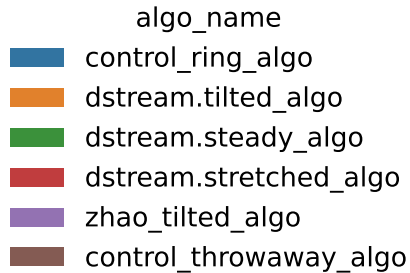 algo_name
control_ring_algo
dstream.tilted_algo
dstream.steady_algo
dstream.stretched_algo
zhao_tilted_algo
control_throwaway_algo